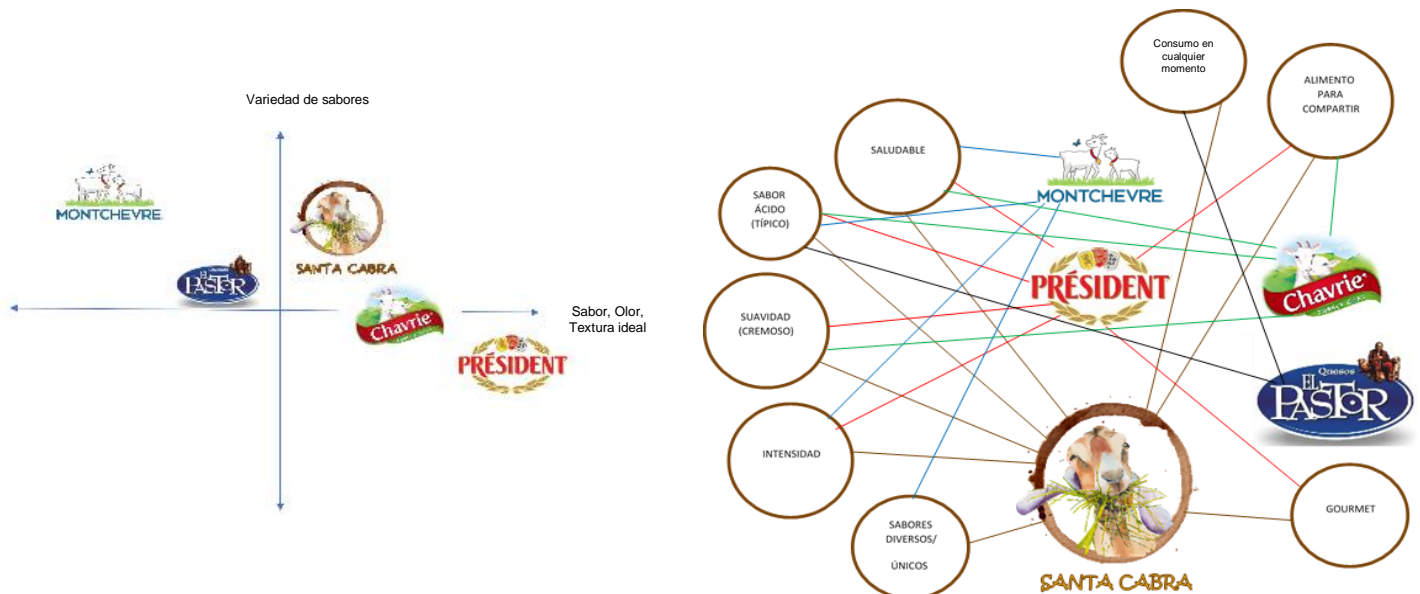 Variedad de sabores
MONTCHEVRE
SANTA CABRA
EL
PASTOR
Chavrie
PRÉSIDENT
Sabor, Olor,
Textura ideal
Consumo en
cualquier
momento
ALIMENTO
PARA
COMPARTIR
SALUDABLE
MONTCHEVRE
SABOR
ÁCIDO
(TÍPICO)
PRÉSIDENT
Chavrie
SUAVIDAD
(CREMOSO)
Quesos
EL
PASTOR
INTENSIDAD
SABORES
DIVERSOS/
ÚNICOS
GOURMET
SANTA CABRA